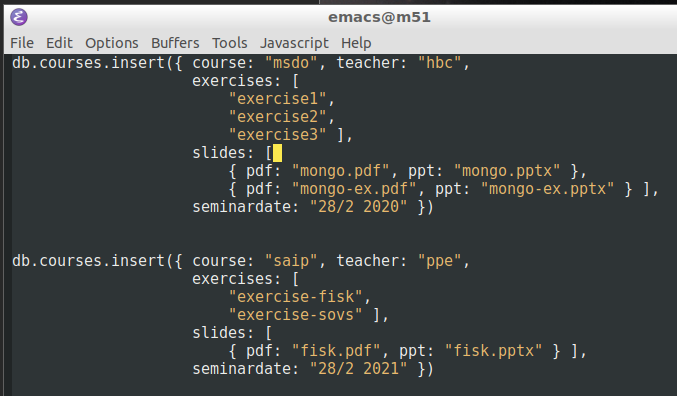 emacs@m51
File Edit Options Buffers Tools Javascript Help
db.courses.insert({ course: "msdo", teacher: "hbc",
                    exercises: [
                        "exercise1",
                        "exercise2",
                        "exercise3" ],
                    slides: [
                        { pdf: "mongo.pdf", ppt: "mongo.pptx" },
                        { pdf: "mongo-ex.pdf", ppt: "mongo-ex.pptx" } ],
                    seminardate: "28/2 2020" })
db.courses.insert({ course: "saip", teacher: "ppe",
                    exercises: [
                        "exercise-fisk",
                        "exercise-sovs" ],
                    slides: [
                        { pdf: "fisk.pdf", ppt: "fisk.pptx" } ],
                    seminardate: "28/2 2021" })